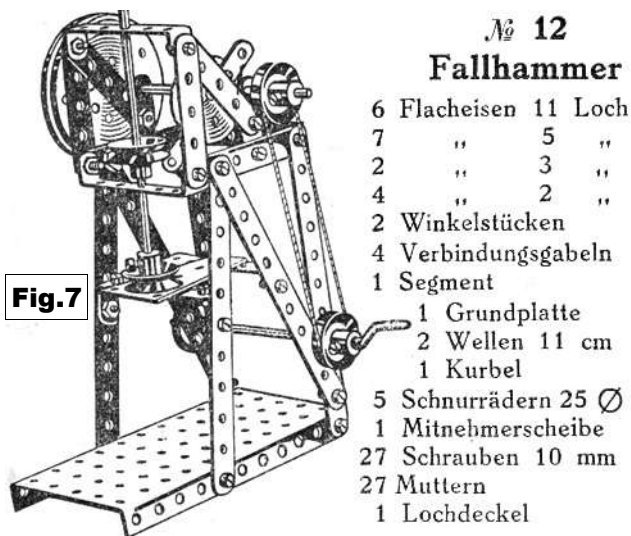 № 12
Fallhammer
6 Flacheisen 11 Loch
7 „ 5 „
2 „ 3 „
4 „ 2 „
2 Winkelstücken
4 Verbindungsgabeln
1 Segment
1 Grundplatte
2 Wellen 11 cm
1 Kurbel
5 Schnurrädern 25 ∅
1 Mitnehmerscheibe
27 Schrauben 10 mm
27 Muttern
1 Lochdeckel
Fig.7